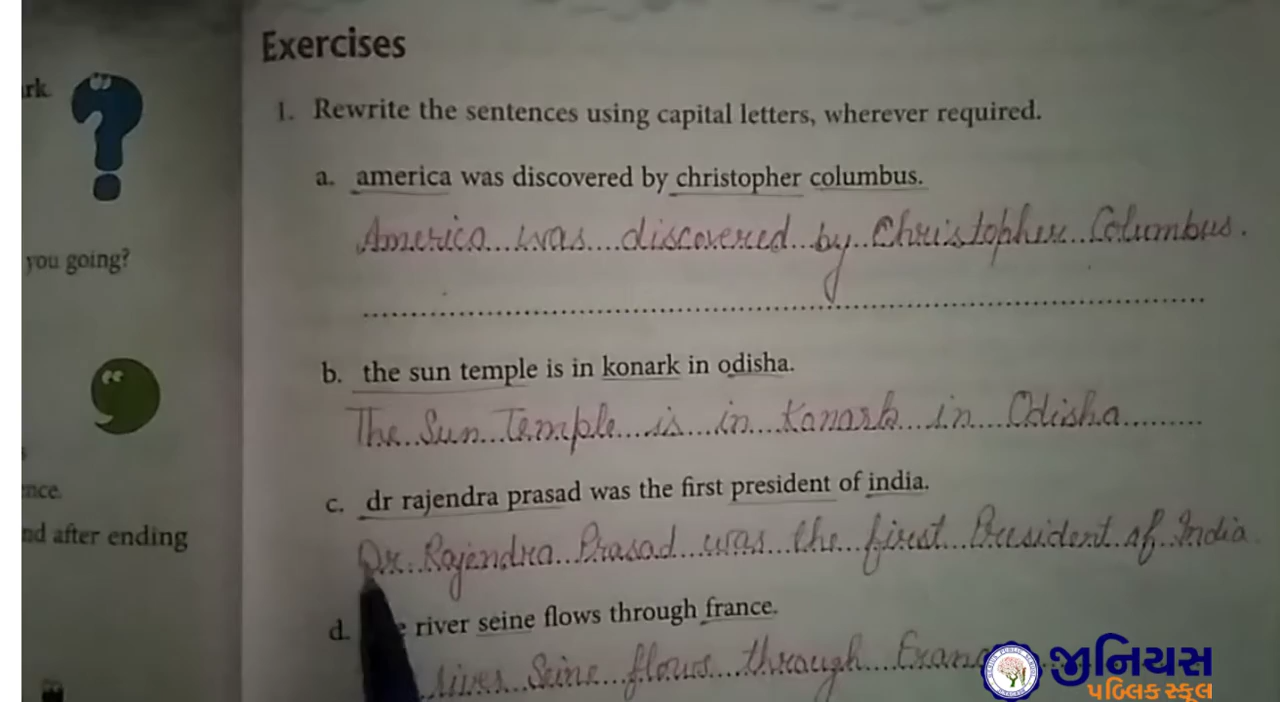 Exercises
rk.
1. Rewrite the sentences using capital letters, wherever required.
a. america was discovered by christopher columbus.
America was discovered by Christopher Columbus.
you going?
b. the sun temple is in konark in odisha.
The Sun Temple is in Konark in Odisha
nce.
c. dr rajendra prasad was the first president of india.
nd after ending
Dr. Rajendra Prasad was the first President of India
d. river seine flows through france.
river Seine flows through
જીનિયસ
પબ્લિક સ્કૂલ